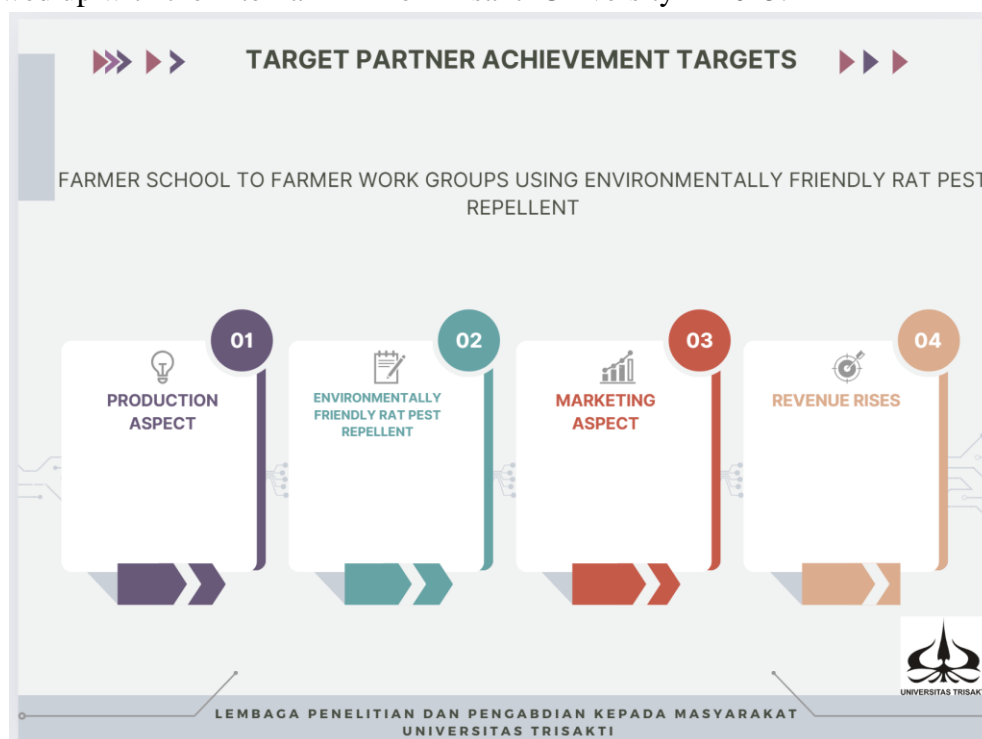 TARGET PARTNER ACHIEVEMENT TARGETS
FARMER SCHOOL TO FARMER WORK GROUPS USING ENVIRONMENTALLY FRIENDLY RAT PEST
REPELLENT
01
PRODUCTION
ASPECT
02
ENVIRONMENTALLY
FRIENDLY RAT PEST
REPELLENT
03
MARKETING
ASPECT
04
REVENUE RISES
UNIVERSITAS TRISAKTI
LEMBAGA PENELITIAN DAN PENGABDIAN KEPADA MASYARAKAT
UNIVERSITAS TRISAKTI